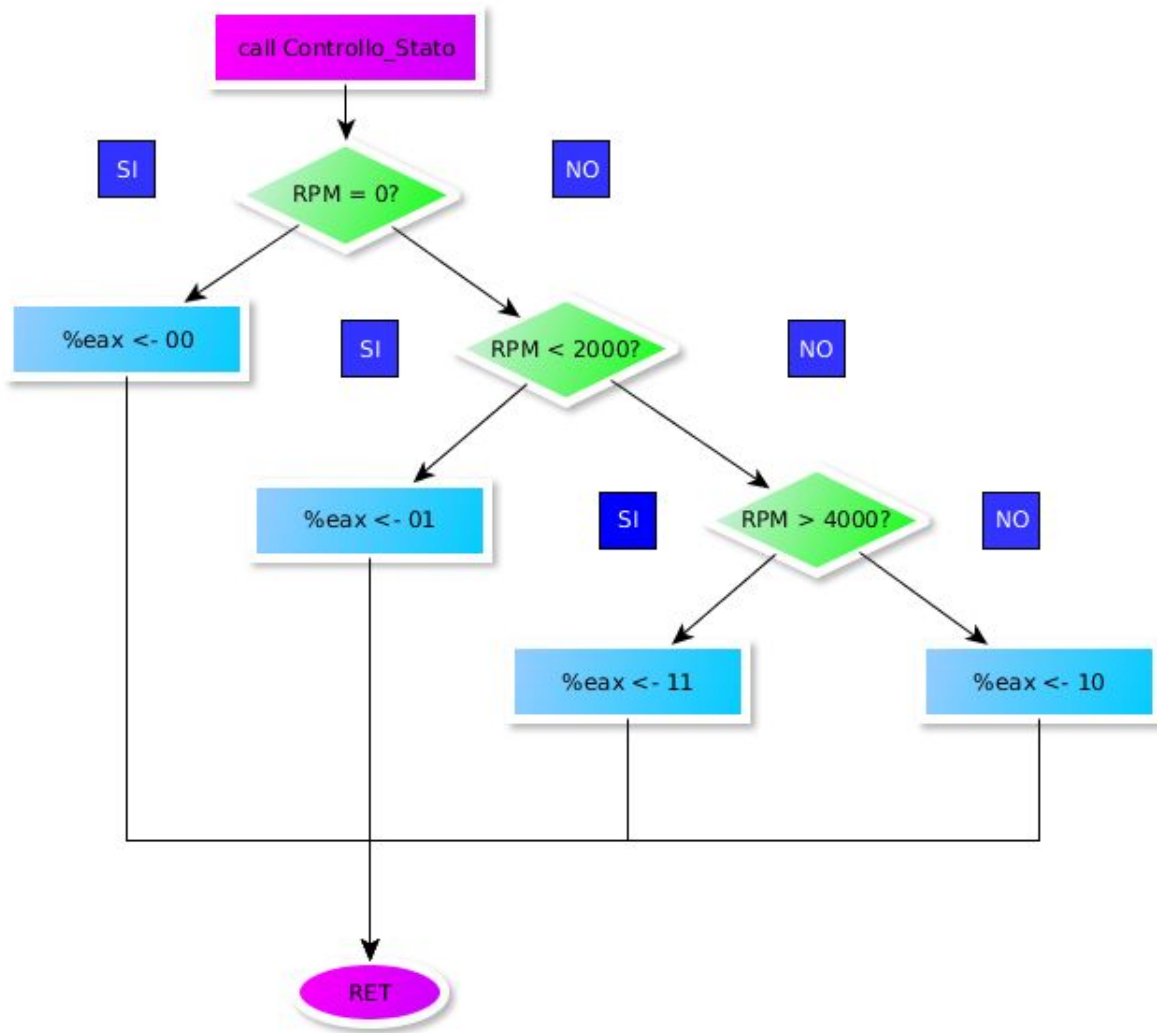 call Controllo_Stato
SI
NO
RPM = 0?
%eax <- 00
SI
RPM < 2000?
NO
%eax <- 01
SI
RPM > 4000?
NO
%eax <- 11
%eax <- 10
RET